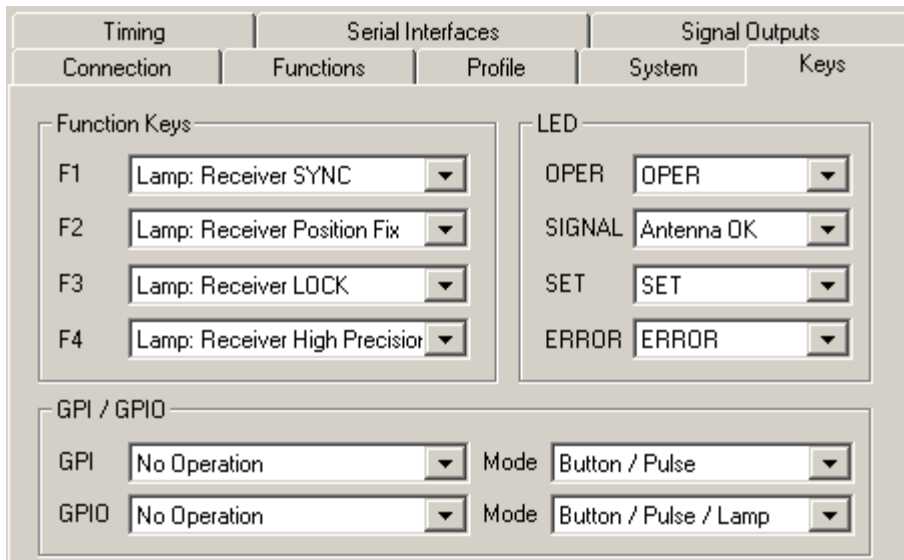 Timing Serial Interfaces Signal Outputs
Connection Functions Profile System Keys
Function Keys LED
F1 Lamp: Receiver SYNC OPER OPER
F2 Lamp: Receiver Position Fix SIGNAL Antenna OK
F3 Lamp: Receiver LOCK SET SET
F4 Lamp: Receiver High Precision ERROR ERROR
GPI / GPIO
GPI No Operation Mode Button / Pulse
GPIO No Operation Mode Button / Pulse / Lamp